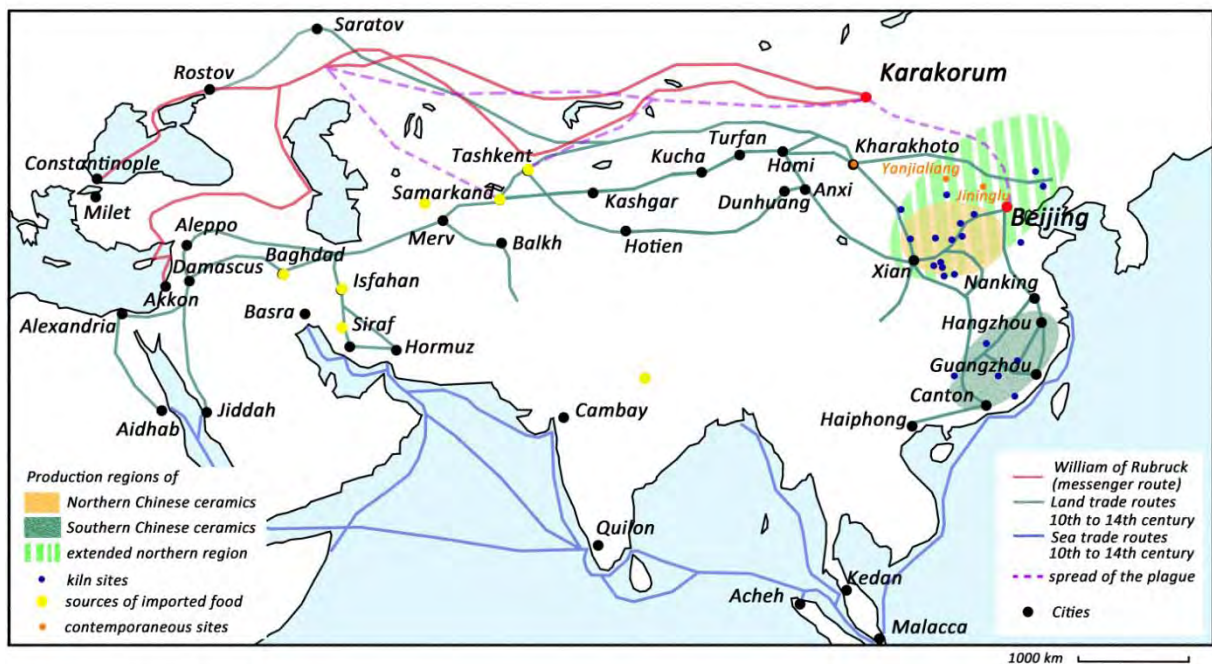 Saratov
Rostov
Karakorum
Constantinople
Milet
Tashkent
Turfan
Kharakhoto
Kucha
Hami
Yanjialiang
Samarkand
Kashgar
Anxi
Jininglu
Dunhuang
Beijing
Aleppo
Merv
Balkh
Hotien
Baghdad
Damascus
Xian
Isfahan
Nanking
Akkon
Basra
Alexandria
Siraf
Hangzhou
Hormuz
Guangzhou
Canton
Jiddah
Cambay
Haiphong
Aidhab
Quilon
Kedan
Acheh
Malacca
Production regions of
Northern Chinese ceramics
Southern Chinese ceramics
extended northern region
kiln sites
sources of imported food
contemporaneous sites
William of Rubruck
(messenger route)
Land trade routes
10th to 14th century
Sea trade routes
10th to 14th century
spread of the plague
Cities
1000 km